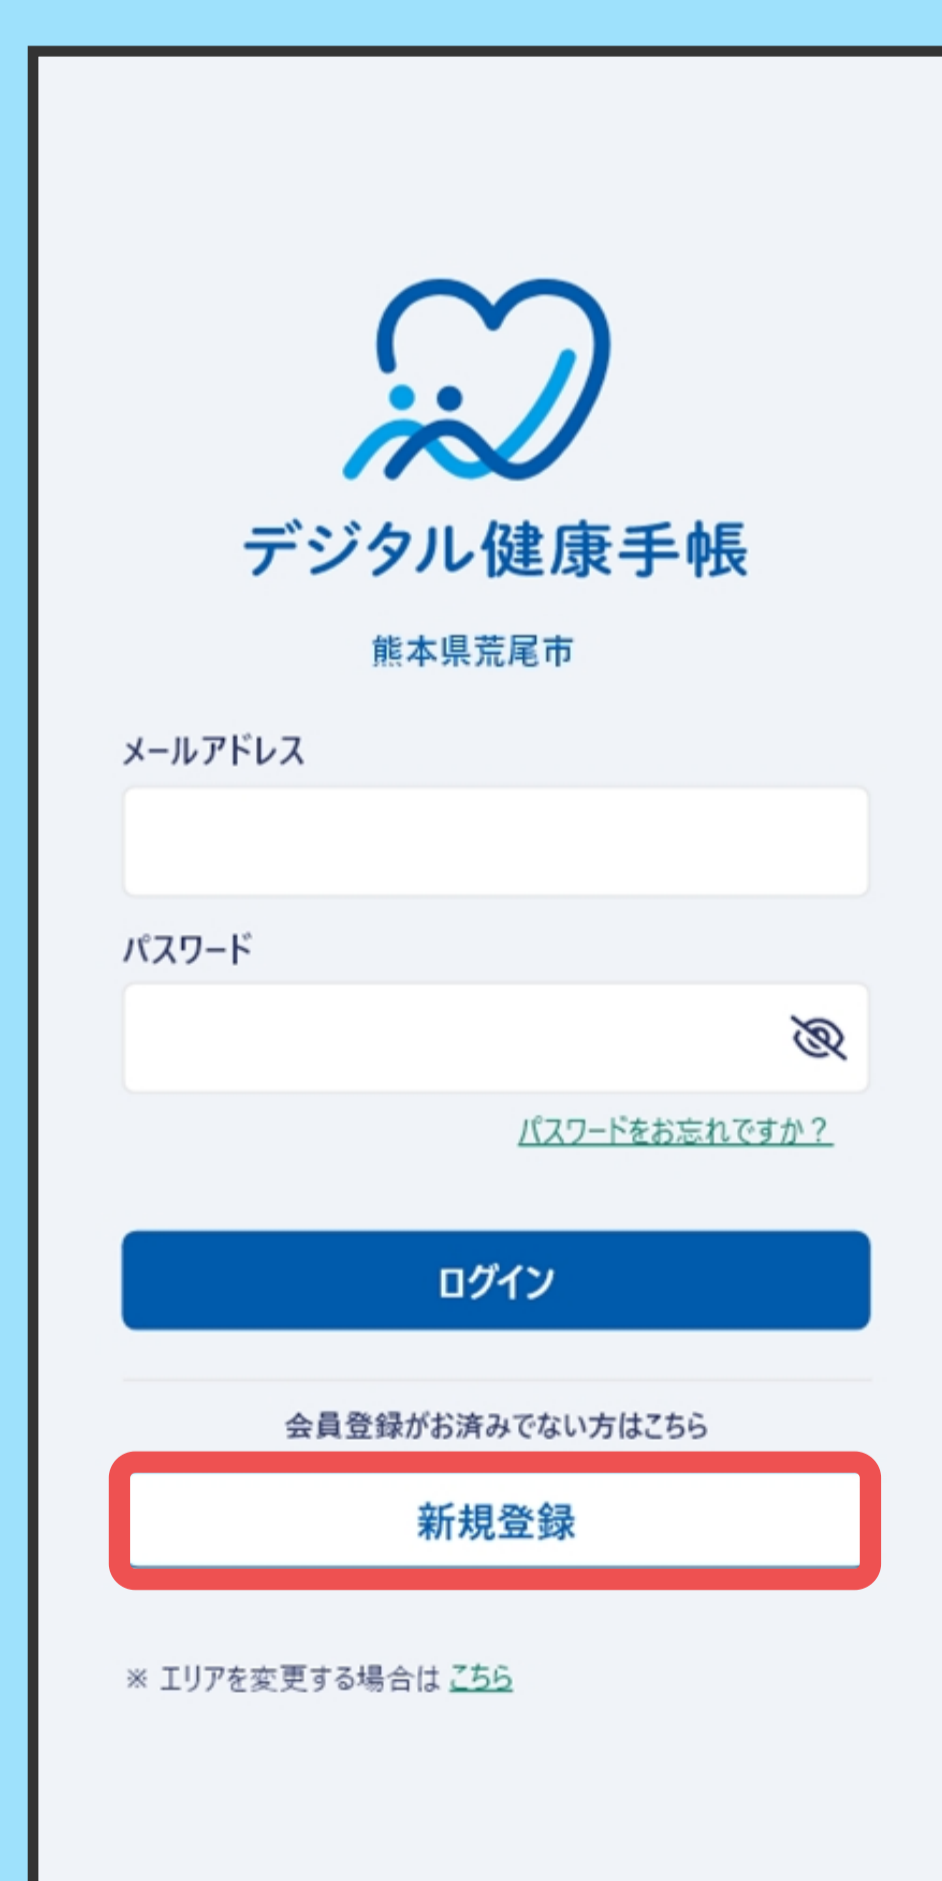 デジタル健康手帳
熊本県荒尾市
メールアドレス
パスワード
パスワードをお忘れですか？
ログイン
会員登録がお済みでない方はこちら
新規登録
※ エリアを変更する場合は こちら